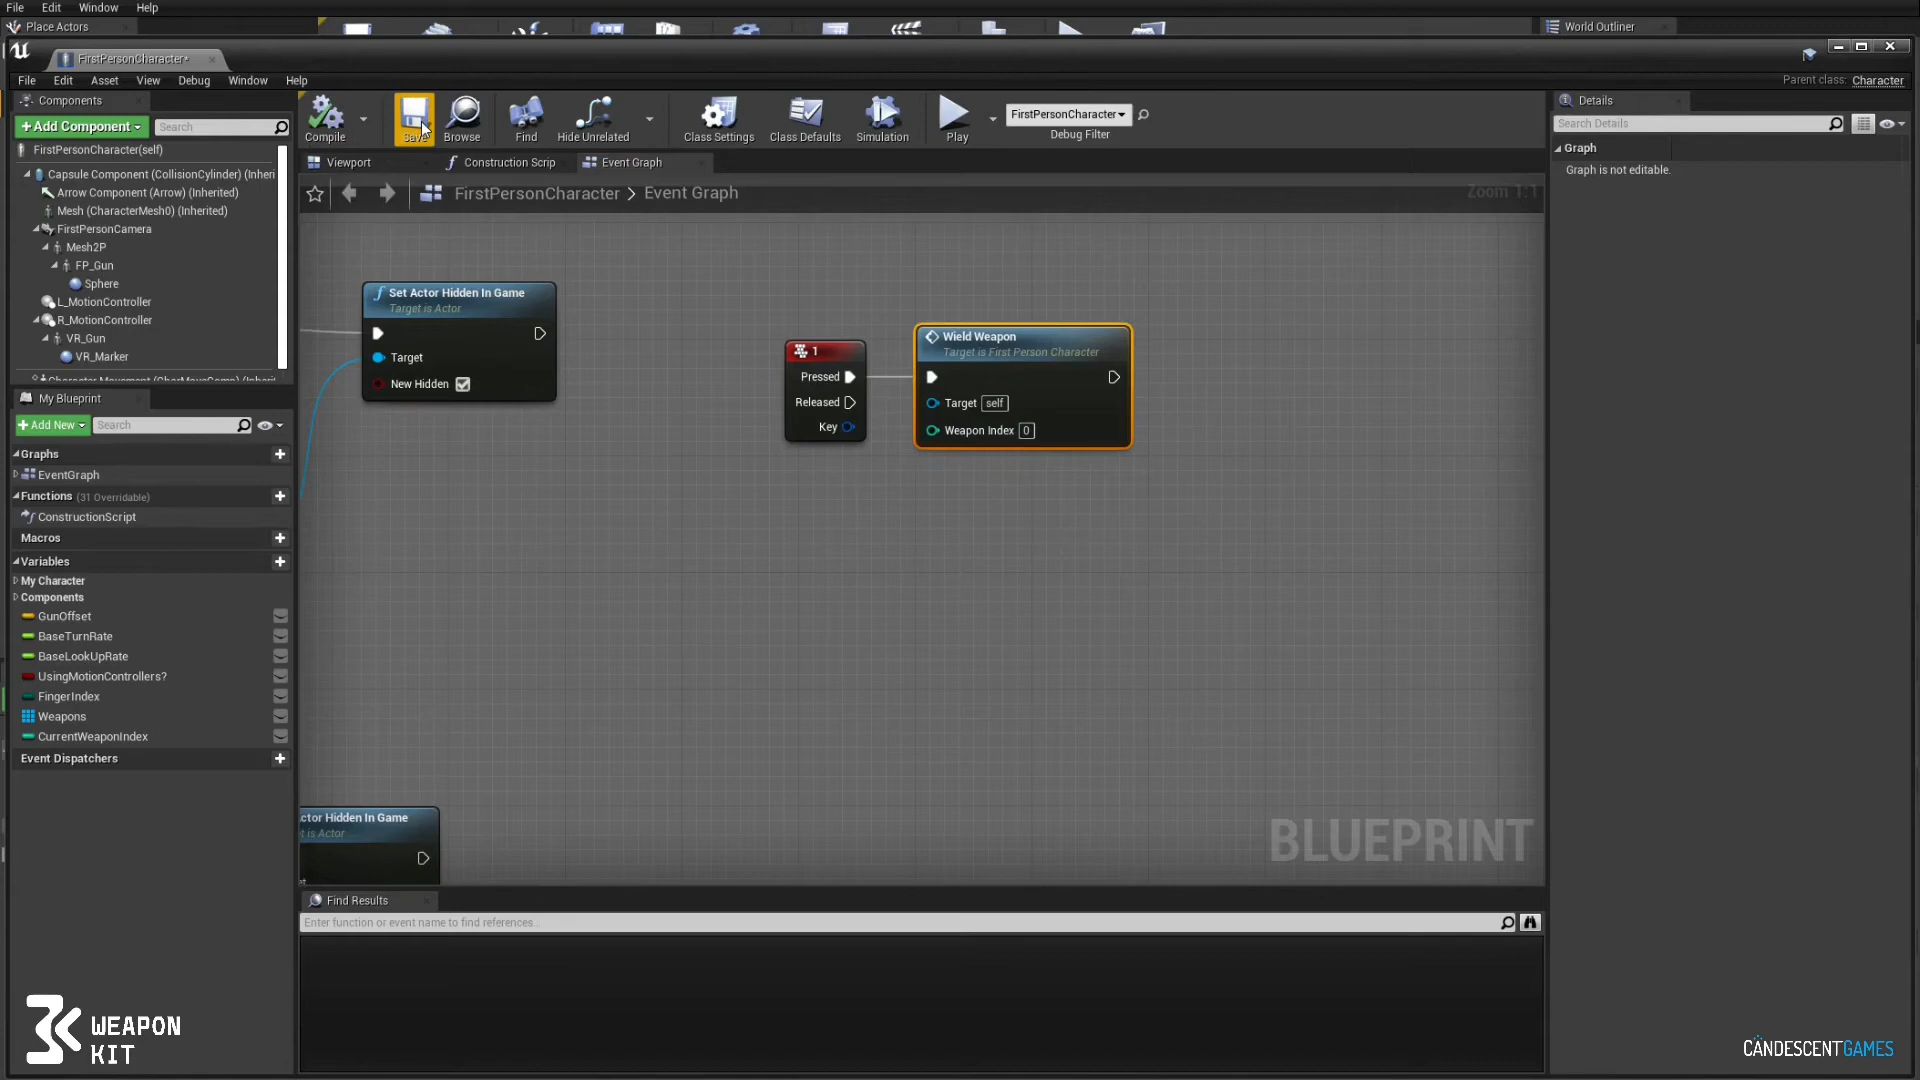 File Edit Window Help
Place Actors
World Outliner
FirstPersonCharacter*
File Edit Asset View Debug Window Help
Parent class: Character
Components
Add Component
Search
FirstPersonCharacter(self)
Capsule Component (CollisionCylinder) (Inheri
Arrow Component (Arrow) (Inherited)
Mesh (CharacterMesh0) (Inherited)
FirstPersonCamera
Mesh2P
FP_Gun
Sphere
L_MotionController
R_MotionController
VR_Gun
VR_Marker
Character Movement (CharMoveComp) (Inherit
Compile
Save
Browse
Find
Hide Unrelated
Class Settings
Class Defaults
Simulation
Play
FirstPersonCharacter
Debug Filter
Viewport
Construction Scrip
Event Graph
FirstPersonCharacter > Event Graph
Zoom 1:1
Set Actor Hidden In Game
Target is Actor
Target
New Hidden
1
Pressed
Released
Key
Wield Weapon
Target is First Person Character
Target self
Weapon Index 0
ctor Hidden In Game
t is Actor
et
BLUEPRINT
My Blueprint
Add New
Search
Graphs
EventGraph
Functions (31 Overridable)
ConstructionScript
Macros
Variables
My Character
Components
GunOffset
BaseTurnRate
BaseLookUpRate
UsingMotionControllers?
FingerIndex
Weapons
CurrentWeaponIndex
Event Dispatchers
Find Results
Enter function or event name to find references...
Details
Search Details
Graph
Graph is not editable.
WEAPON
KIT
CANDESCENTGAMES